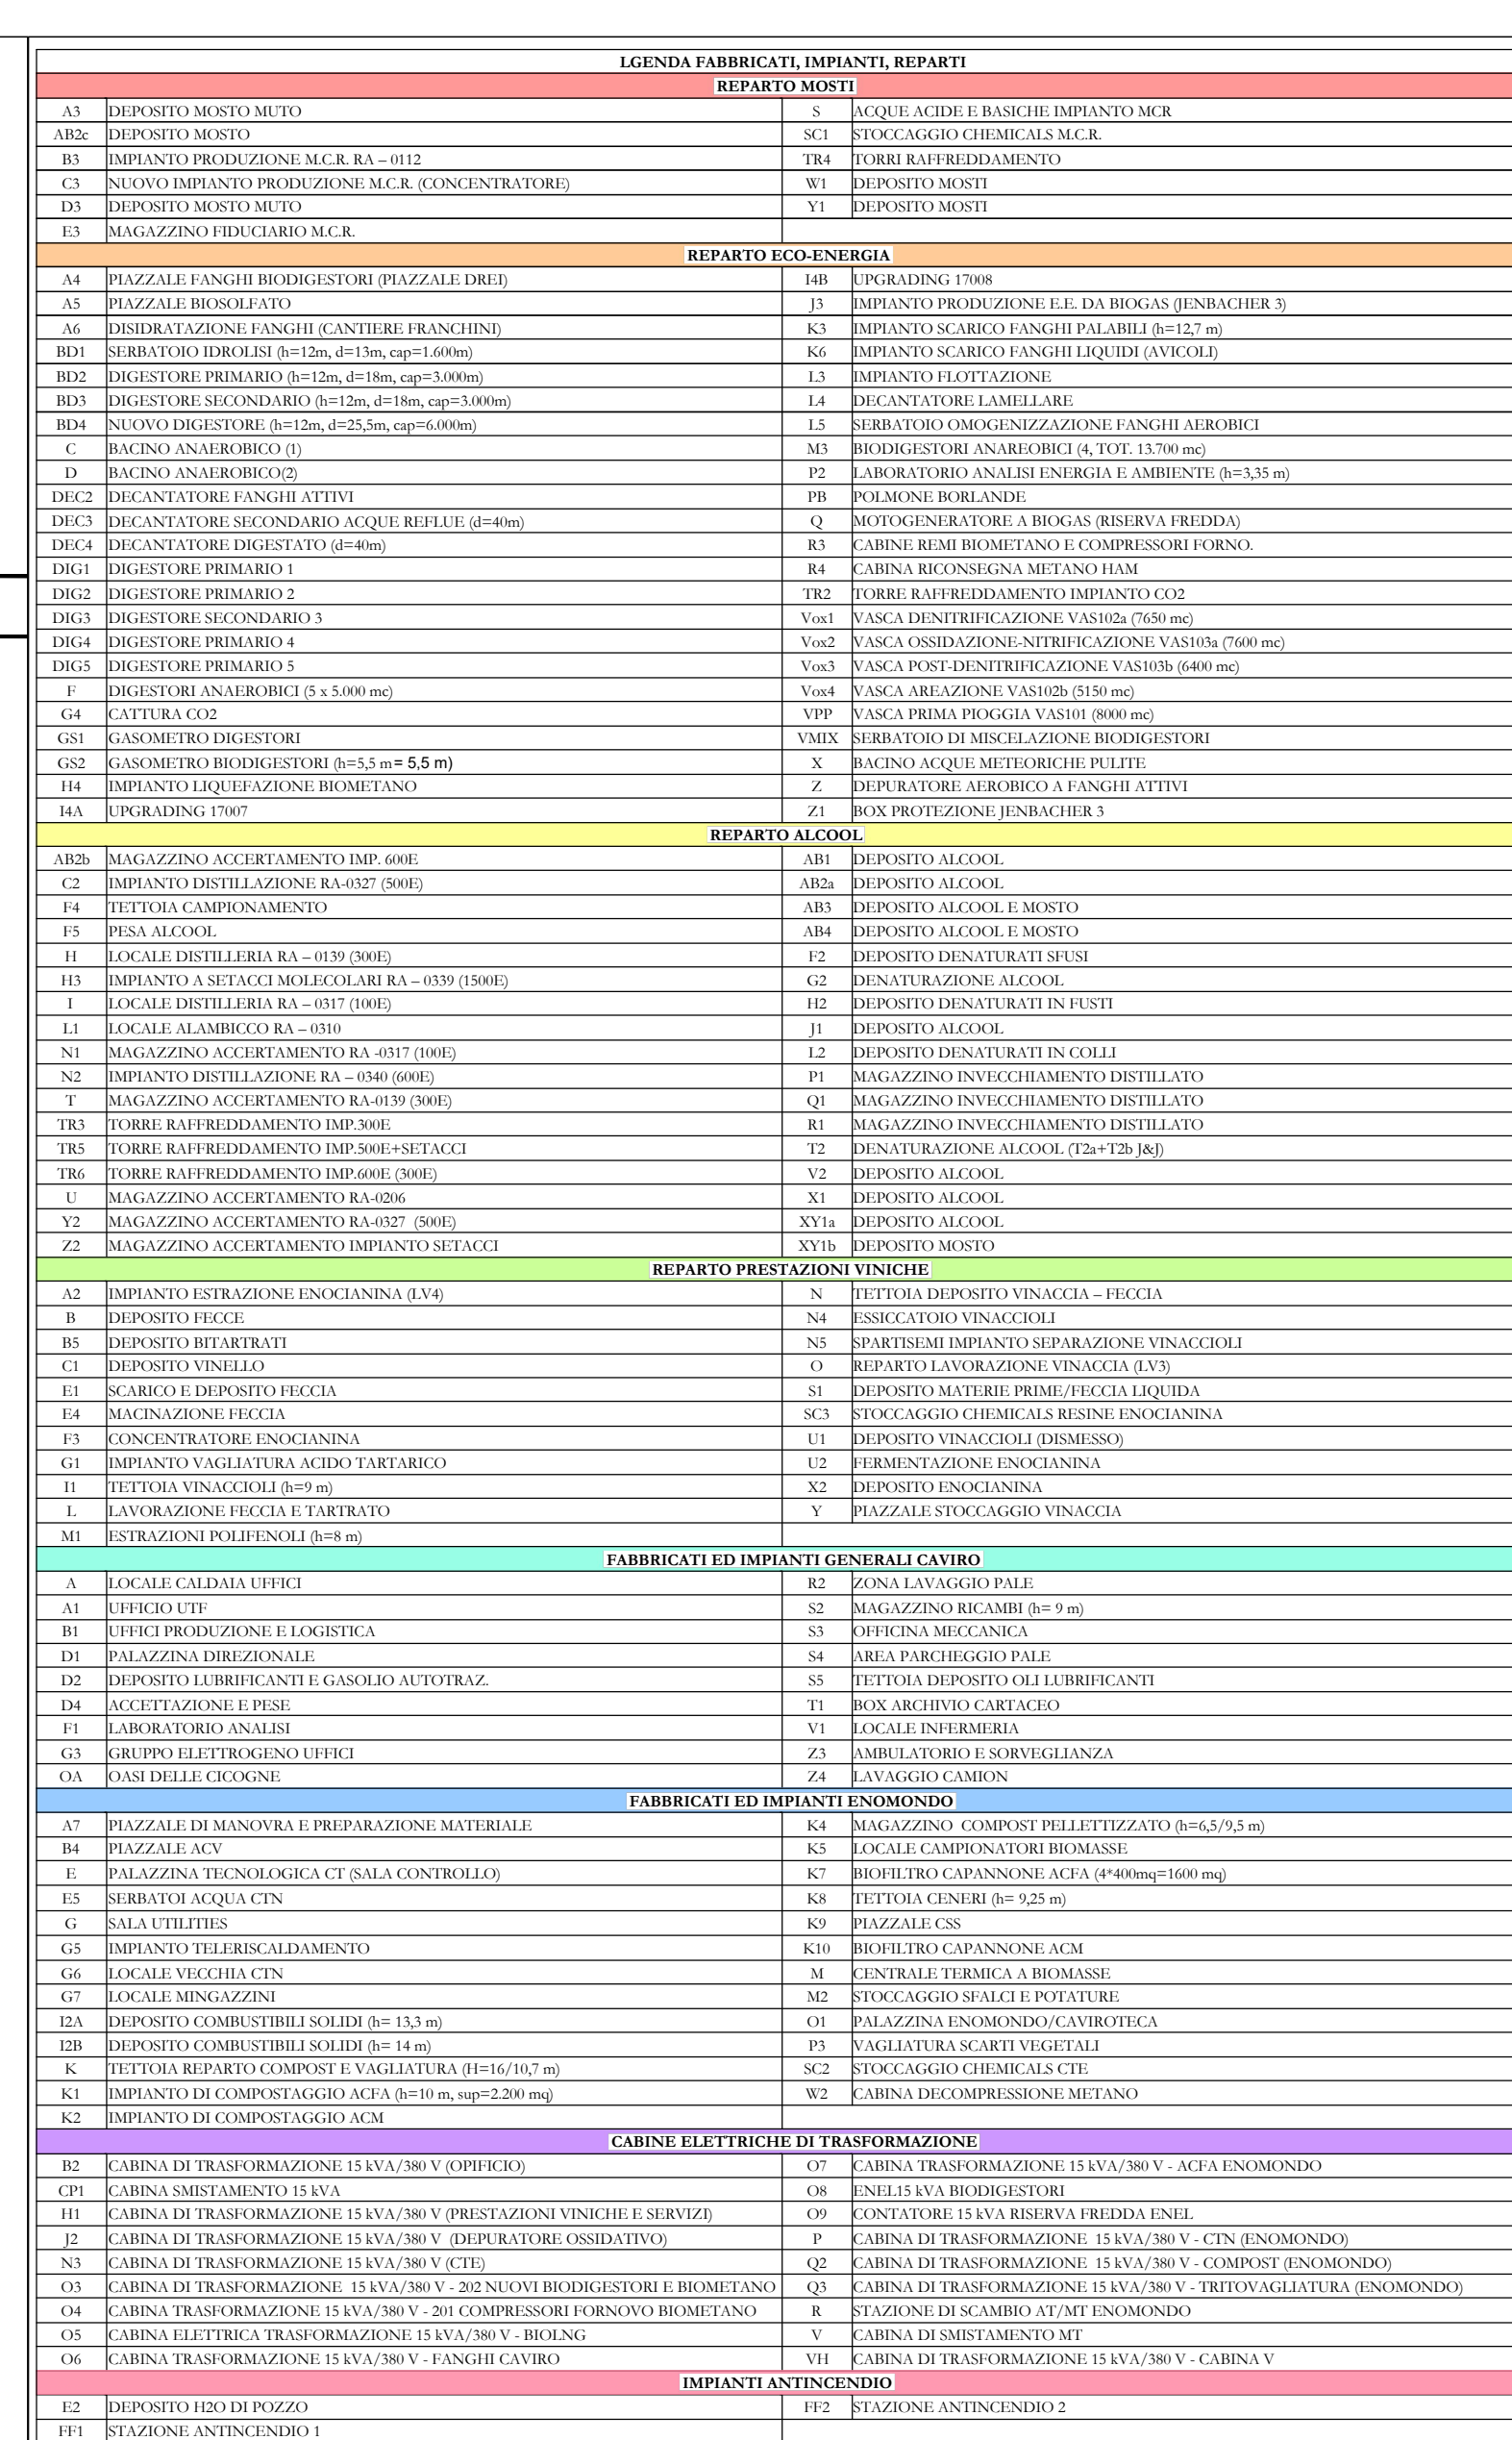 LGENDA FABBRICATI, IMPIANTI, REPARTI
REPARTO MOSTI
A3 DEPOSITO MOSTO MUTO S ACQUE ACIDE E BASICHE IMPIANTO MCR
AB2c DEPOSITO MOSTO SC1 STOCCAGGIO CHEMICALS M.C.R.
B3 IMPIANTO PRODUZIONE M.C.R. RA – 0112 TR4 TORRI RAFFREDDAMENTO
C3 NUOVO IMPIANTO PRODUZIONE M.C.R. (CONCENTRATORE) W1 DEPOSITO MOSTI
D3 DEPOSITO MOSTO MUTO Y1 DEPOSITO MOSTI
E3 MAGAZZINO FIDUCIARIO M.C.R.
REPARTO ECO-ENERGIA
A4 PIAZZALE FANGHI BIODIGESTORI (PIAZZALE DREI) I4B UPGRADING 17008
A5 PIAZZALE BIOSOLFATO J3 IMPIANTO PRODUZIONE E.E. DA BIOGAS (JENBACHER 3)
A6 DISIDRATAZIONE FANGHI (CANTIERE FRANCHINI) K3 IMPIANTO SCARICO FANGHI PALABILI (h=12,7 m)
BD1 SERBATOIO IDROLISI (h=12m, d=13m, cap=1.600m) K6 IMPIANTO SCARICO FANGHI LIQUIDI (AVICOLI)
BD2 DIGESTORE PRIMARIO (h=12m, d=18m, cap=3.000m) L3 IMPIANTO FLOTTAZIONE
BD3 DIGESTORE SECONDARIO (h=12m, d=18m, cap=3.000m) L4 DECANTATORE LAMELLARE
BD4 NUOVO DIGESTORE (h=12m, d=25,5m, cap=6.000m) L5 SERBATOIO OMOGENIZZAZIONE FANGHI AEROBICI
C BACINO ANAEROBICO (1) M3 BIODIGESTORI ANAREOBICI (4, TOT. 13.700 mc)
D BACINO ANAEROBICO(2) P2 LABORATORIO ANALISI ENERGIA E AMBIENTE (h=3,35 m)
DEC2 DECANTATORE FANGHI ATTIVI PB POLMONE BORLANDE
DEC3 DECANTATORE SECONDARIO ACQUE REFLUE (d=40m) Q MOTOGENERATORE A BIOGAS (RISERVA FREDDA)
DEC4 DECANTATORE DIGESTATO (d=40m) R3 CABINE REMI BIOMETANO E COMPRESSORI FORNO.
DIG1 DIGESTORE PRIMARIO 1 R4 CABINA RICONSEGNA METANO HAM
DIG2 DIGESTORE PRIMARIO 2 TR2 TORRE RAFFREDDAMENTO IMPIANTO CO2
DIG3 DIGESTORE SECONDARIO 3 Vox1 VASCA DENITRIFICAZIONE VAS102a (7650 mc)
DIG4 DIGESTORE PRIMARIO 4 Vox2 VASCA OSSIDAZIONE-NITRIFICAZIONE VAS103a (7600 mc)
DIG5 DIGESTORE PRIMARIO 5 Vox3 VASCA POST-DENITRIFICAZIONE VAS103b (6400 mc)
F DIGESTORI ANAEROBICI (5 x 5.000 mc) Vox4 VASCA AREAZIONE VAS102b (5150 mc)
G4 CATTURA CO2 VPP VASCA PRIMA PIOGGIA VAS101 (8000 mc)
GS1 GASOMETRO DIGESTORI VMIX SERBATOIO DI MISCELAZIONE BIODIGESTORI
GS2 GASOMETRO BIODIGESTORI (h=5,5 m= 5,5 m) X BACINO ACQUE METEORICHE PULITE
H4 IMPIANTO LIQUEFAZIONE BIOMETANO Z DEPURATORE AEROBICO A FANGHI ATTIVI
I4A UPGRADING 17007 Z1 BOX PROTEZIONE JENBACHER 3
REPARTO ALCOOL
AB2b MAGAZZINO ACCERTAMENTO IMP. 600E AB1 DEPOSITO ALCOOL
C2 IMPIANTO DISTILLAZIONE RA-0327 (500E) AB2a DEPOSITO ALCOOL
F4 TETTOIA CAMPIONAMENTO AB3 DEPOSITO ALCOOL E MOSTO
F5 PESA ALCOOL AB4 DEPOSITO ALCOOL E MOSTO
H LOCALE DISTILLERIA RA – 0139 (300E) F2 DEPOSITO DENATURATI SFUSI
H3 IMPIANTO A SETACCI MOLECOLARI RA – 0339 (1500E) G2 DENATURAZIONE ALCOOL
I LOCALE DISTILLERIA RA – 0317 (100E) H2 DEPOSITO DENATURATI IN FUSTI
L1 LOCALE ALAMBICCO RA – 0310 J1 DEPOSITO ALCOOL
N1 MAGAZZINO ACCERTAMENTO RA -0317 (100E) L2 DEPOSITO DENATURATI IN COLLI
N2 IMPIANTO DISTILLAZIONE RA – 0340 (600E) P1 MAGAZZINO INVECCHIAMENTO DISTILLATO
T MAGAZZINO ACCERTAMENTO RA-0139 (300E) Q1 MAGAZZINO INVECCHIAMENTO DISTILLATO
TR3 TORRE RAFFREDDAMENTO IMP.300E R1 MAGAZZINO INVECCHIAMENTO DISTILLATO
TR5 TORRE RAFFREDDAMENTO IMP.500E+SETACCI T2 DENATURAZIONE ALCOOL (T2a+T2b J&J)
TR6 TORRE RAFFREDDAMENTO IMP.600E (300E) V2 DEPOSITO ALCOOL
U MAGAZZINO ACCERTAMENTO RA-0206 X1 DEPOSITO ALCOOL
Y2 MAGAZZINO ACCERTAMENTO RA-0327 (500E) XY1a DEPOSITO ALCOOL
Z2 MAGAZZINO ACCERTAMENTO IMPIANTO SETACCI XY1b DEPOSITO MOSTO
REPARTO PRESTAZIONI VINICHE
A2 IMPIANTO ESTRAZIONE ENOCIANINA (LV4) N TETTOIA DEPOSITO VINACCIA – FECCIA
B DEPOSITO FECCE N4 ESSICCATOIO VINACCIOLI
B5 DEPOSITO BITARTRATI N5 SPARTISEMI IMPIANTO SEPARAZIONE VINACCIOLI
C1 DEPOSITO VINELLO O REPARTO LAVORAZIONE VINACCIA (LV3)
E1 SCARICO E DEPOSITO FECCIA S1 DEPOSITO MATERIE PRIME/FECCIA LIQUIDA
E4 MACINAZIONE FECCIA SC3 STOCCAGGIO CHEMICALS RESINE ENOCIANINA
F3 CONCENTRATORE ENOCIANINA U1 DEPOSITO VINACCIOLI (DISMESSO)
G1 IMPIANTO VAGLIATURA ACIDO TARTARICO U2 FERMENTAZIONE ENOCIANINA
I1 TETTOIA VINACCIOLI (h=9 m) X2 DEPOSITO ENOCIANINA
L LAVORAZIONE FECCIA E TARTRATO Y PIAZZALE STOCCAGGIO VINACCIA
M1 ESTRAZIONI POLIFENOLI (h=8 m)
FABBRICATI ED IMPIANTI GENERALI CAVIRO
A LOCALE CALDAIA UFFICI R2 ZONA LAVAGGIO PALE
A1 UFFICIO UTF S2 MAGAZZINO RICAMBI (h= 9 m)
B1 UFFICI PRODUZIONE E LOGISTICA S3 OFFICINA MECCANICA
D1 PALAZZINA DIREZIONALE S4 AREA PARCHEGGIO PALE
D2 DEPOSITO LUBRIFICANTI E GASOLIO AUTOTRAZ. S5 TETTOIA DEPOSITO OLI LUBRIFICANTI
D4 ACCETTAZIONE E PESE T1 BOX ARCHIVIO CARTACEO
F1 LABORATORIO ANALISI V1 LOCALE INFERMERIA
G3 GRUPPO ELETTROGENO UFFICI Z3 AMBULATORIO E SORVEGLIANZA
OA OASI DELLE CICOGNE Z4 LAVAGGIO CAMION
FABBRICATI ED IMPIANTI ENOMONDO
A7 PIAZZALE DI MANOVRA E PREPARAZIONE MATERIALE K4 MAGAZZINO COMPOST PELLETTIZZATO (h=6,5/9,5 m)
B4 PIAZZALE ACV K5 LOCALE CAMPIONATORI BIOMASSE
E PALAZZINA TECNOLOGICA CT (SALA CONTROLLO) K7 BIOFILTRO CAPANNONE ACFA (4*400mq=1600 mq)
E5 SERBATOI ACQUA CTN K8 TETTOIA CENERI (h= 9,25 m)
G SALA UTILITIES K9 PIAZZALE CSS
G5 IMPIANTO TELERISCALDAMENTO K10 BIOFILTRO CAPANNONE ACM
G6 LOCALE VECCHIA CTN M CENTRALE TERMICA A BIOMASSE
G7 LOCALE MINGAZZINI M2 STOCCAGGIO SFALCI E POTATURE
I2A DEPOSITO COMBUSTIBILI SOLIDI (h= 13,3 m) O1 PALAZZINA ENOMONDO/CAVIROTECA
I2B DEPOSITO COMBUSTIBILI SOLIDI (h= 14 m) P3 VAGLIATURA SCARTI VEGETALI
K TETTOIA REPARTO COMPOST E VAGLIATURA (H=16/10,7 m) SC2 STOCCAGGIO CHEMICALS CTE
K1 IMPIANTO DI COMPOSTAGGIO ACFA (h=10 m, sup=2.200 mq) W2 CABINA DECOMPRESSIONE METANO
K2 IMPIANTO DI COMPOSTAGGIO ACM
CABINE ELETTRICHE DI TRASFORMAZIONE
B2 CABINA DI TRASFORMAZIONE 15 kVA/380 V (OPIFICIO) O7 CABINA TRASFORMAZIONE 15 kVA/380 V - ACFA ENOMONDO
CP1 CABINA SMISTAMENTO 15 kVA O8 ENEL15 kVA BIODIGESTORI
H1 CABINA DI TRASFORMAZIONE 15 kVA/380 V (PRESTAZIONI VINICHE E SERVIZI) O9 CONTATORE 15 kVA RISERVA FREDDA ENEL
J2 CABINA DI TRASFORMAZIONE 15 kVA/380 V (DEPURATORE OSSIDATIVO) P CABINA DI TRASFORMAZIONE 15 kVA/380 V - CTN (ENOMONDO)
N3 CABINA DI TRASFORMAZIONE 15 kVA/380 V (CTE) Q2 CABINA DI TRASFORMAZIONE 15 kVA/380 V - COMPOST (ENOMONDO)
O3 CABINA DI TRASFORMAZIONE 15 kVA/380 V - 202 NUOVI BIODIGESTORI E BIOMETANO Q3 CABINA DI TRASFORMAZIONE 15 kVA/380 V - TRITOVAGLIATURA (ENOMONDO)
O4 CABINA TRASFORMAZIONE 15 kVA/380 V - 201 COMPRESSORI FORNOVO BIOMETANO R STAZIONE DI SCAMBIO AT/MT ENOMONDO
O5 CABINA ELETTRICA TRASFORMAZIONE 15 kVA/380 V - BIOLNG V CABINA DI SMISTAMENTO MT
O6 CABINA TRASFORMAZIONE 15 kVA/380 V - FANGHI CAVIRO VH CABINA DI TRASFORMAZIONE 15 kVA/380 V - CABINA V
IMPIANTI ANTINCENDIO
E2 DEPOSITO H2O DI POZZO FF2 STAZIONE ANTINCENDIO 2
FF1 STAZIONE ANTINCENDIO 1